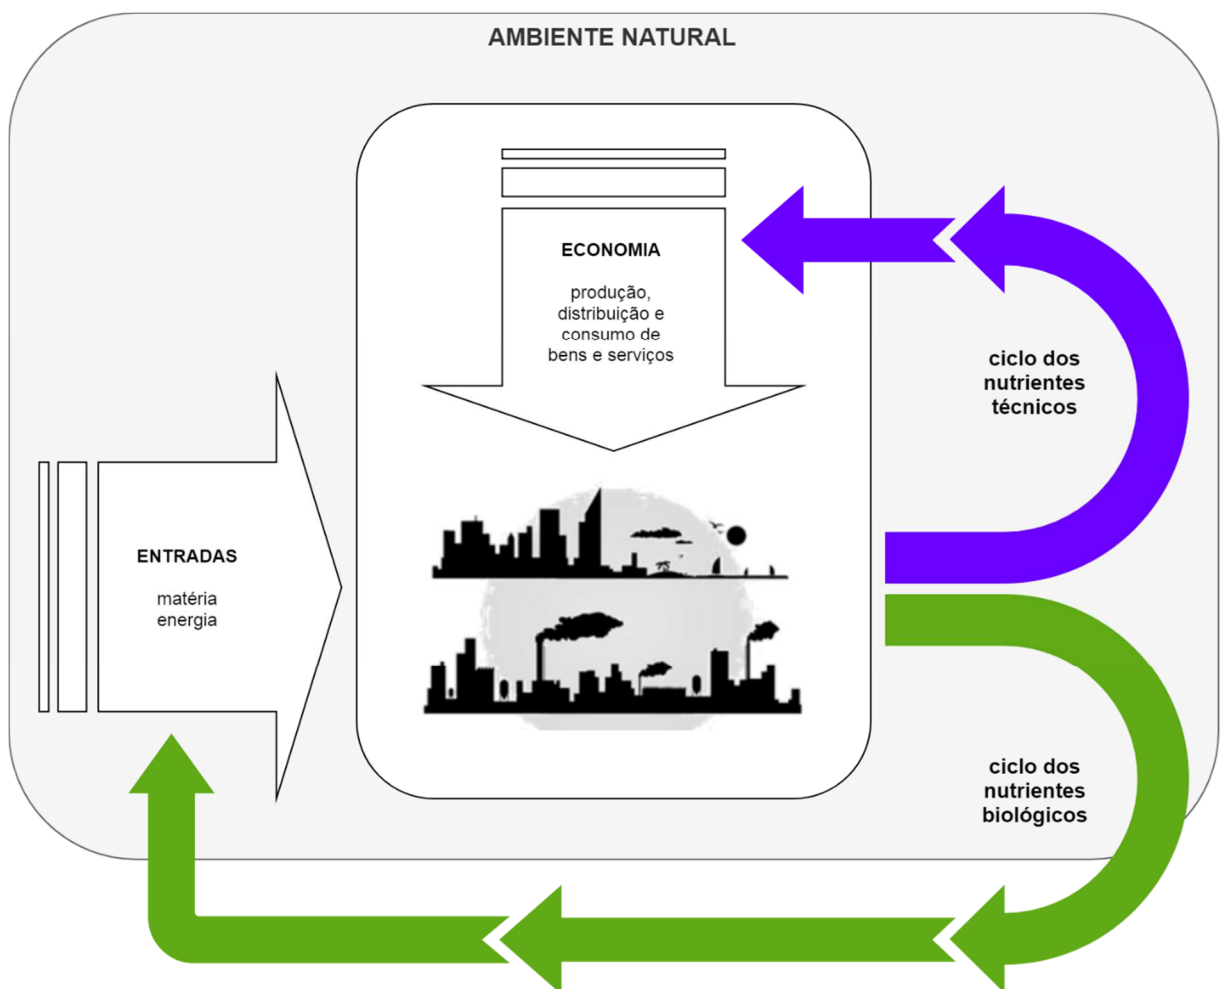 AMBIENTE NATURAL
ECONOMIA
produção,
distribuição e
consumo de
bens e serviços
ciclo dos
nutrientes
técnicos
ENTRADAS
matéria
energia
ciclo dos
nutrientes
biológicos